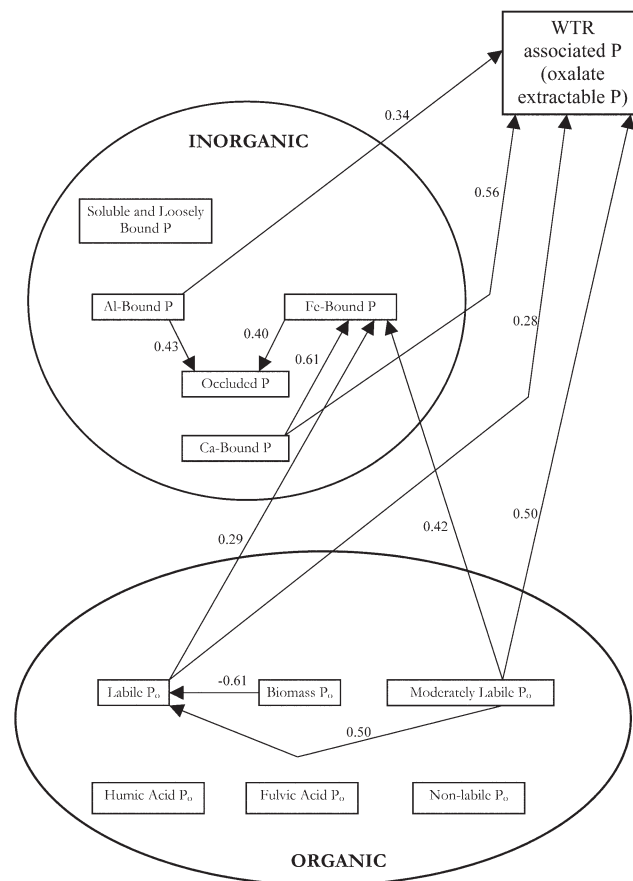 WTR
associated P
(oxalate
extractable P)
0.34
INORGANIC
0.56
Soluble and Loosely
Bound P
Al-Bound P
Fe-Bound P
0.28
0.43
0.40
0.61
Occluded P
Ca-Bound P
0.50
0.42
0.29
-0.61
Labile Po
Biomass Po
Moderately Labile Po
0.50
Humic Acid Po
Fulvic Acid Po
Non-labile Po
ORGANIC